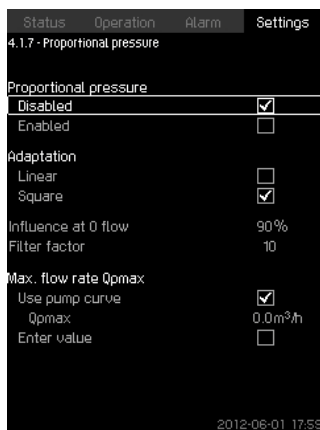 Status Operation Alarm Settings
4.1.7 - Proportional pressure
Proportional pressure
Disabled
Enabled
Adaptation
Linear
Square
Influence at 0 flow 90%
Filter factor 10
Max. flow rate Qpmax
Use pump curve
Qpmax 0.0m³/h
Enter value
2012-06-01 17:59